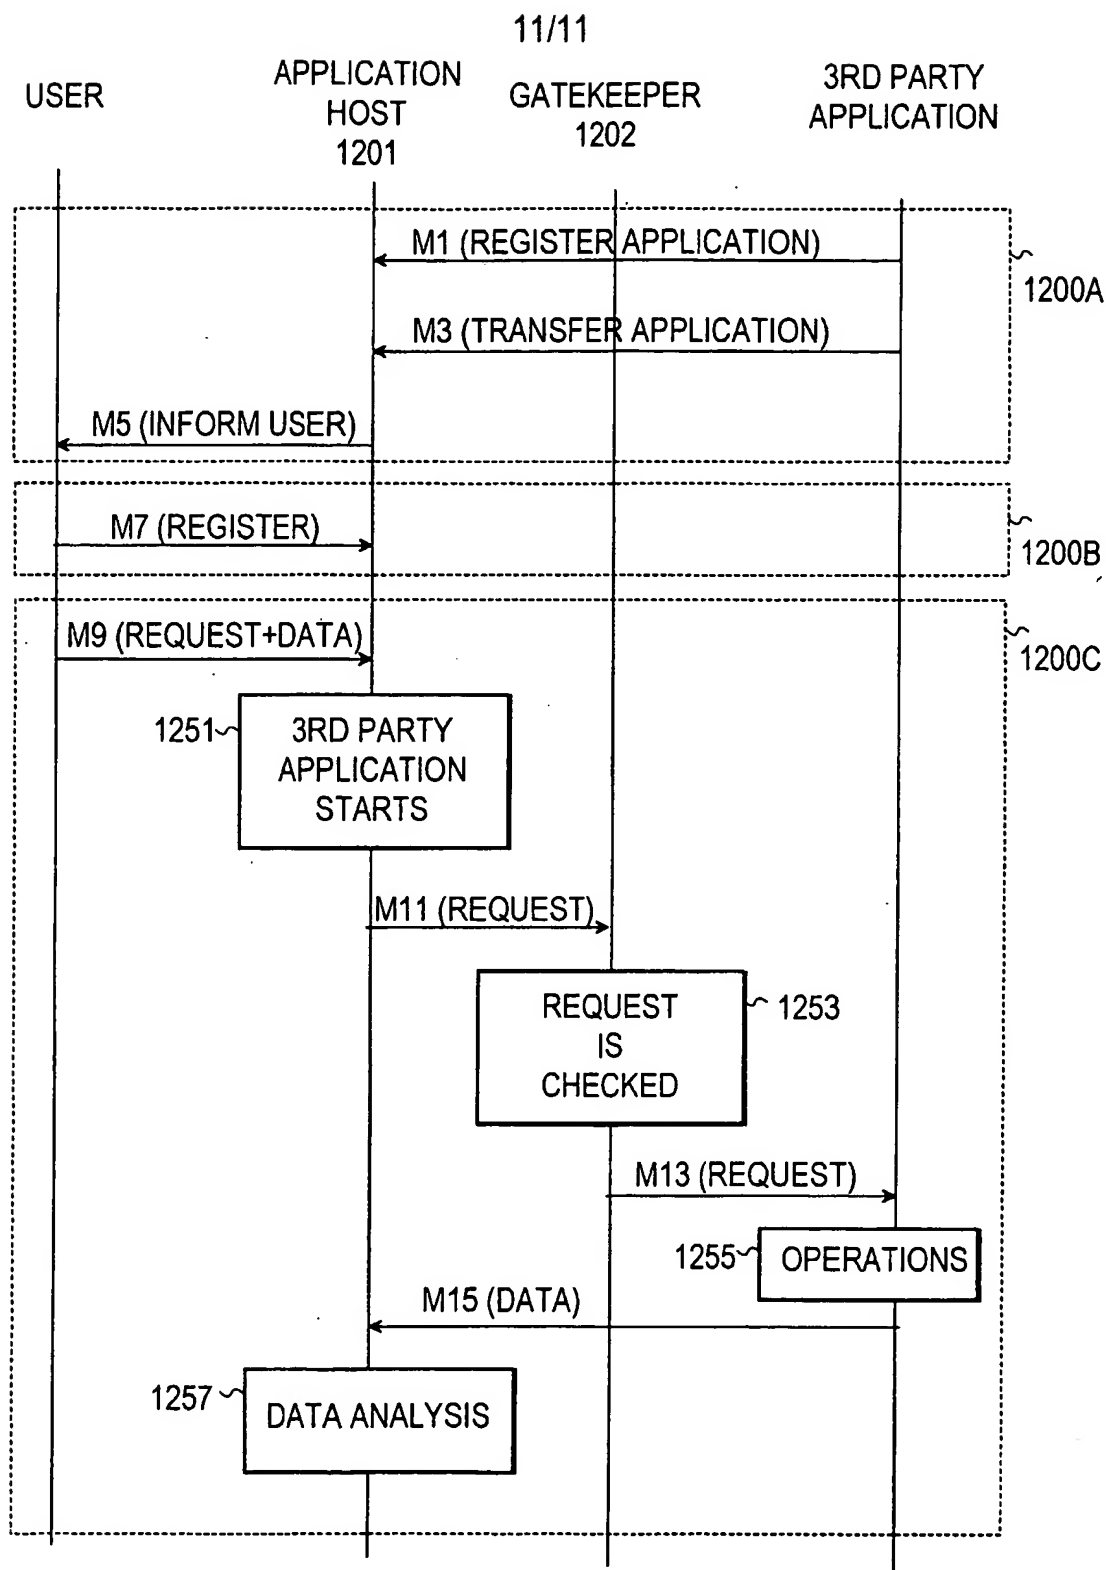 11/11
USER
APPLICATION
HOST
1201
GATEKEEPER
1202
3RD PARTY
APPLICATION
M1 (REGISTER APPLICATION)
1200A
M3 (TRANSFER APPLICATION)
M5 (INFORM USER)
M7 (REGISTER)
1200B
M9 (REQUEST+DATA)
1200C
1251
3RD PARTY
APPLICATION
STARTS
M11 (REQUEST)
REQUEST
IS
CHECKED
1253
M13 (REQUEST)
1255
OPERATIONS
M15 (DATA)
1257
DATA ANALYSIS